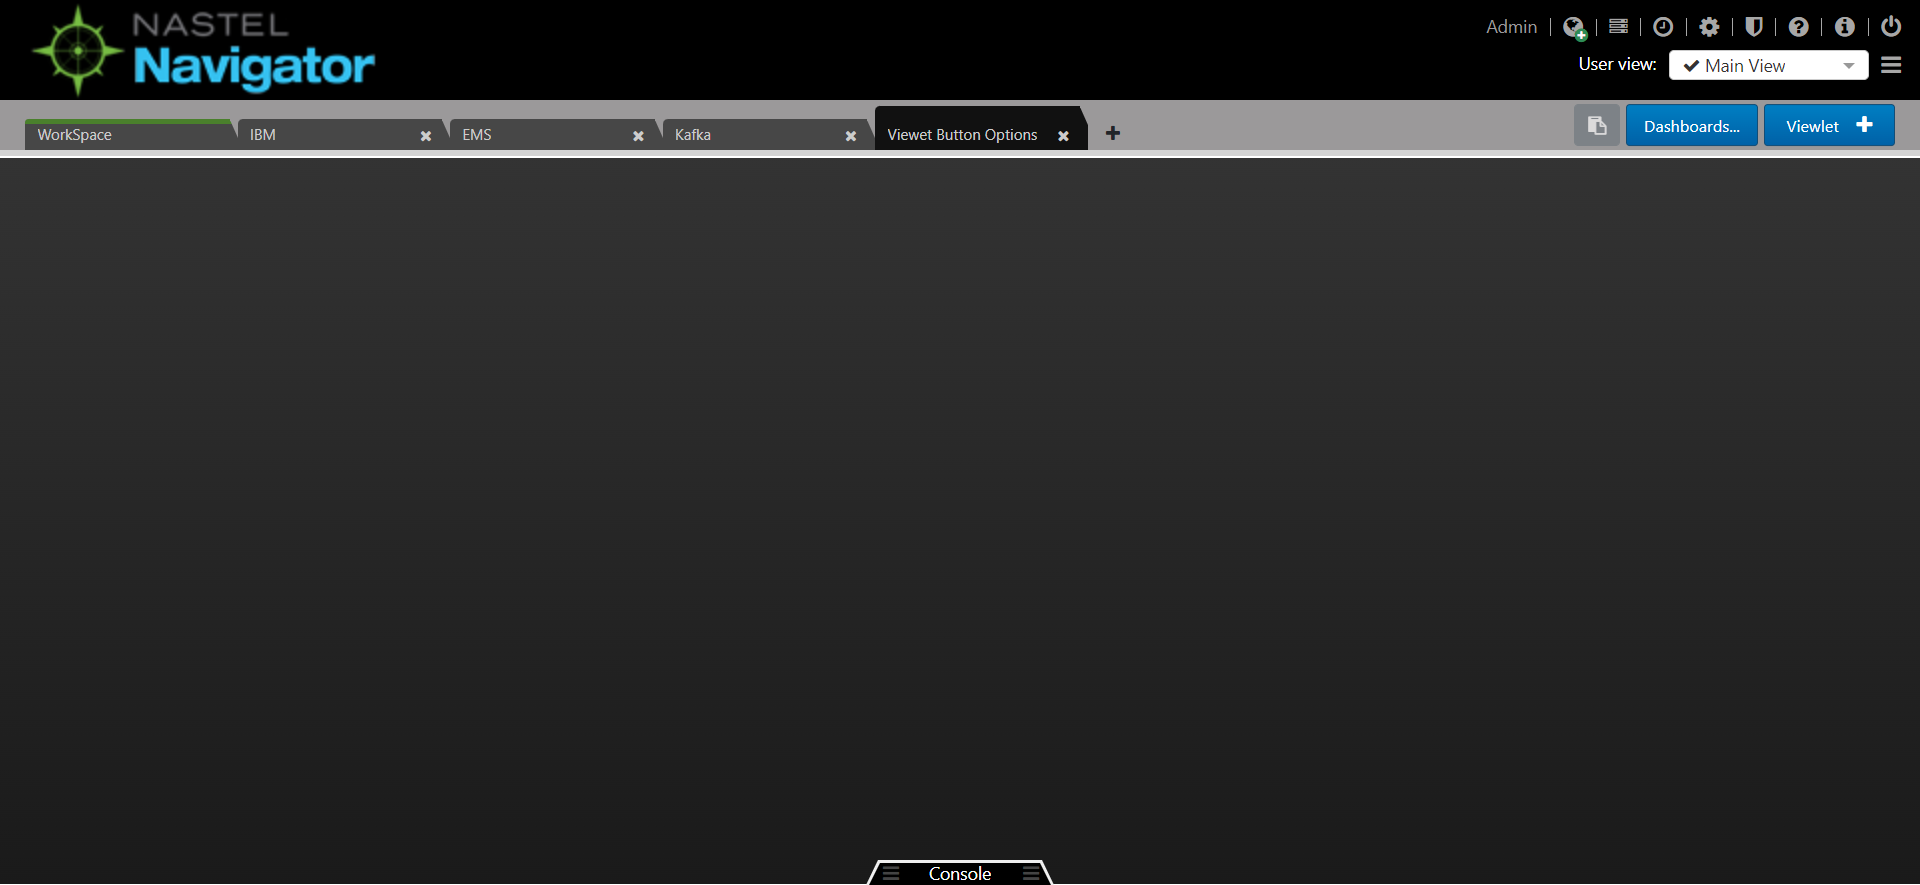 NASTEL
Navigator
Admin
User view:
Main View
WorkSpace
IBM
EMS
Kafka
Viewet Button Options
Dashboards...
Viewlet
Console